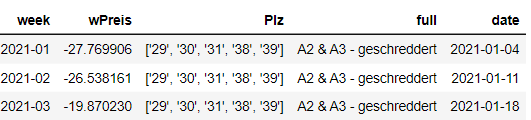 week wPreis Plz full date
2021-01 -27.769906 ['29', '30', '31', '38', '39'] A2 & A3 - geschreddert 2021-01-04
2021-02 -26.538161 ['29', '30', '31', '38', '39'] A2 & A3 - geschreddert 2021-01-11
2021-03 -19.870230 ['29', '30', '31', '38', '39'] A2 & A3 - geschreddert 2021-01-18